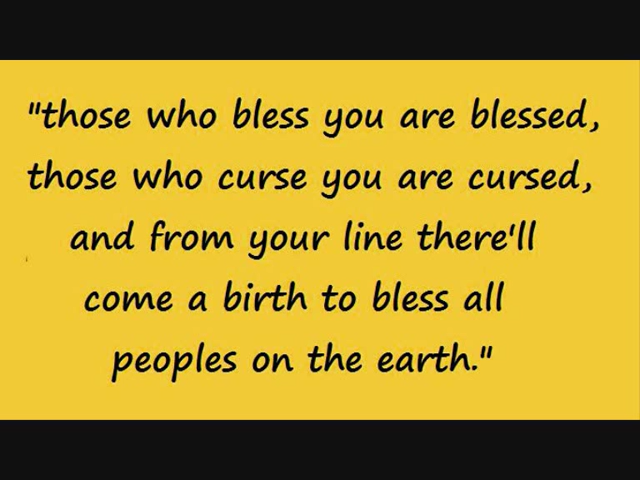 "those who bless you are blessed,
those who curse you are cursed,
and from your line there'll
come a birth to bless all
peoples on the earth."